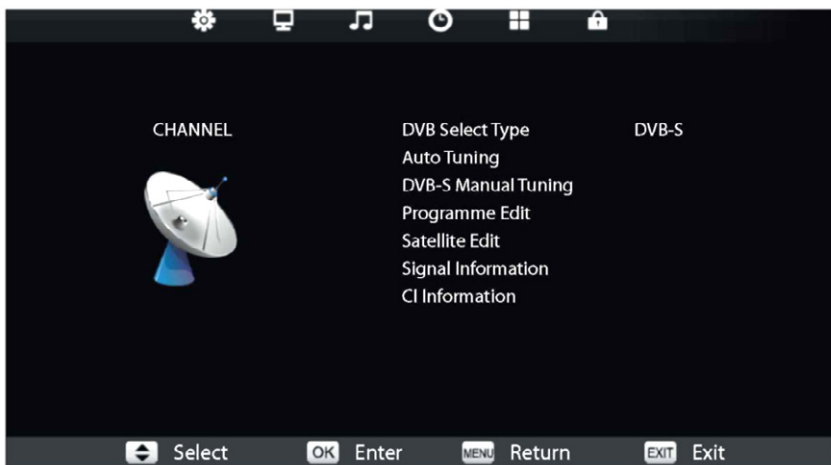 CHANNEL
DVB Select Type DVB-S
Auto Tuning
DVB-S Manual Tuning
Programme Edit
Satellite Edit
Signal Information
CI Information
Select OK Enter MENU Return EXIT Exit